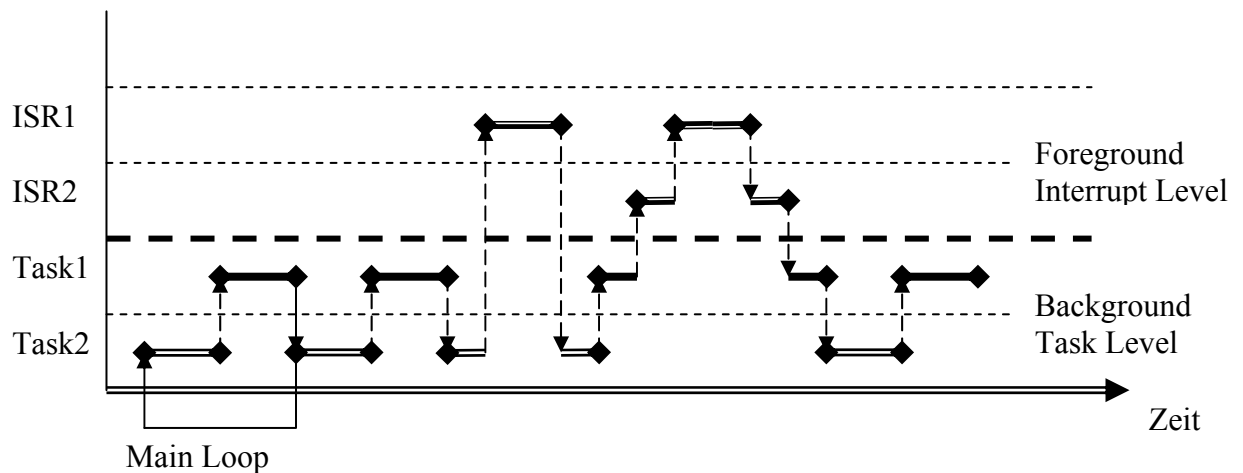 ISR1
Foreground
ISR2
Interrupt Level
Task1
Background
Task2
Task Level
Zeit
Main Loop